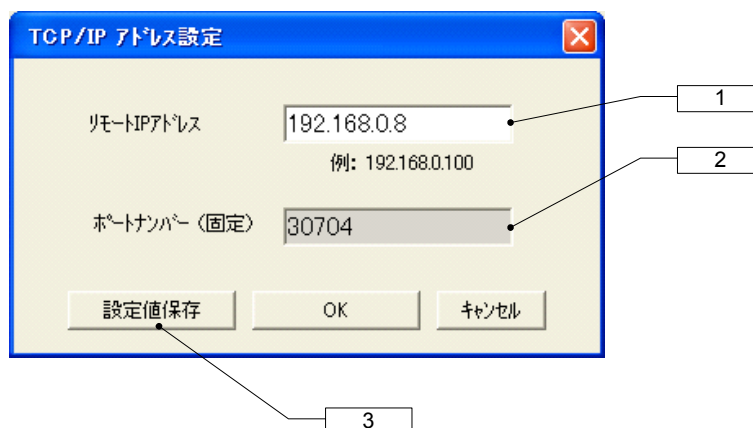 TCP/IP ｱﾄﾞﾚｽ設定
ﾘﾓｰﾄIPｱﾄﾞﾚｽ
192.168.0.8
例: 192.168.0.100
ﾎﾟｰﾄﾅﾝﾊﾞｰ（固定）
30704
設定値保存
OK
ｷｬﾝｾﾙ
1
2
3